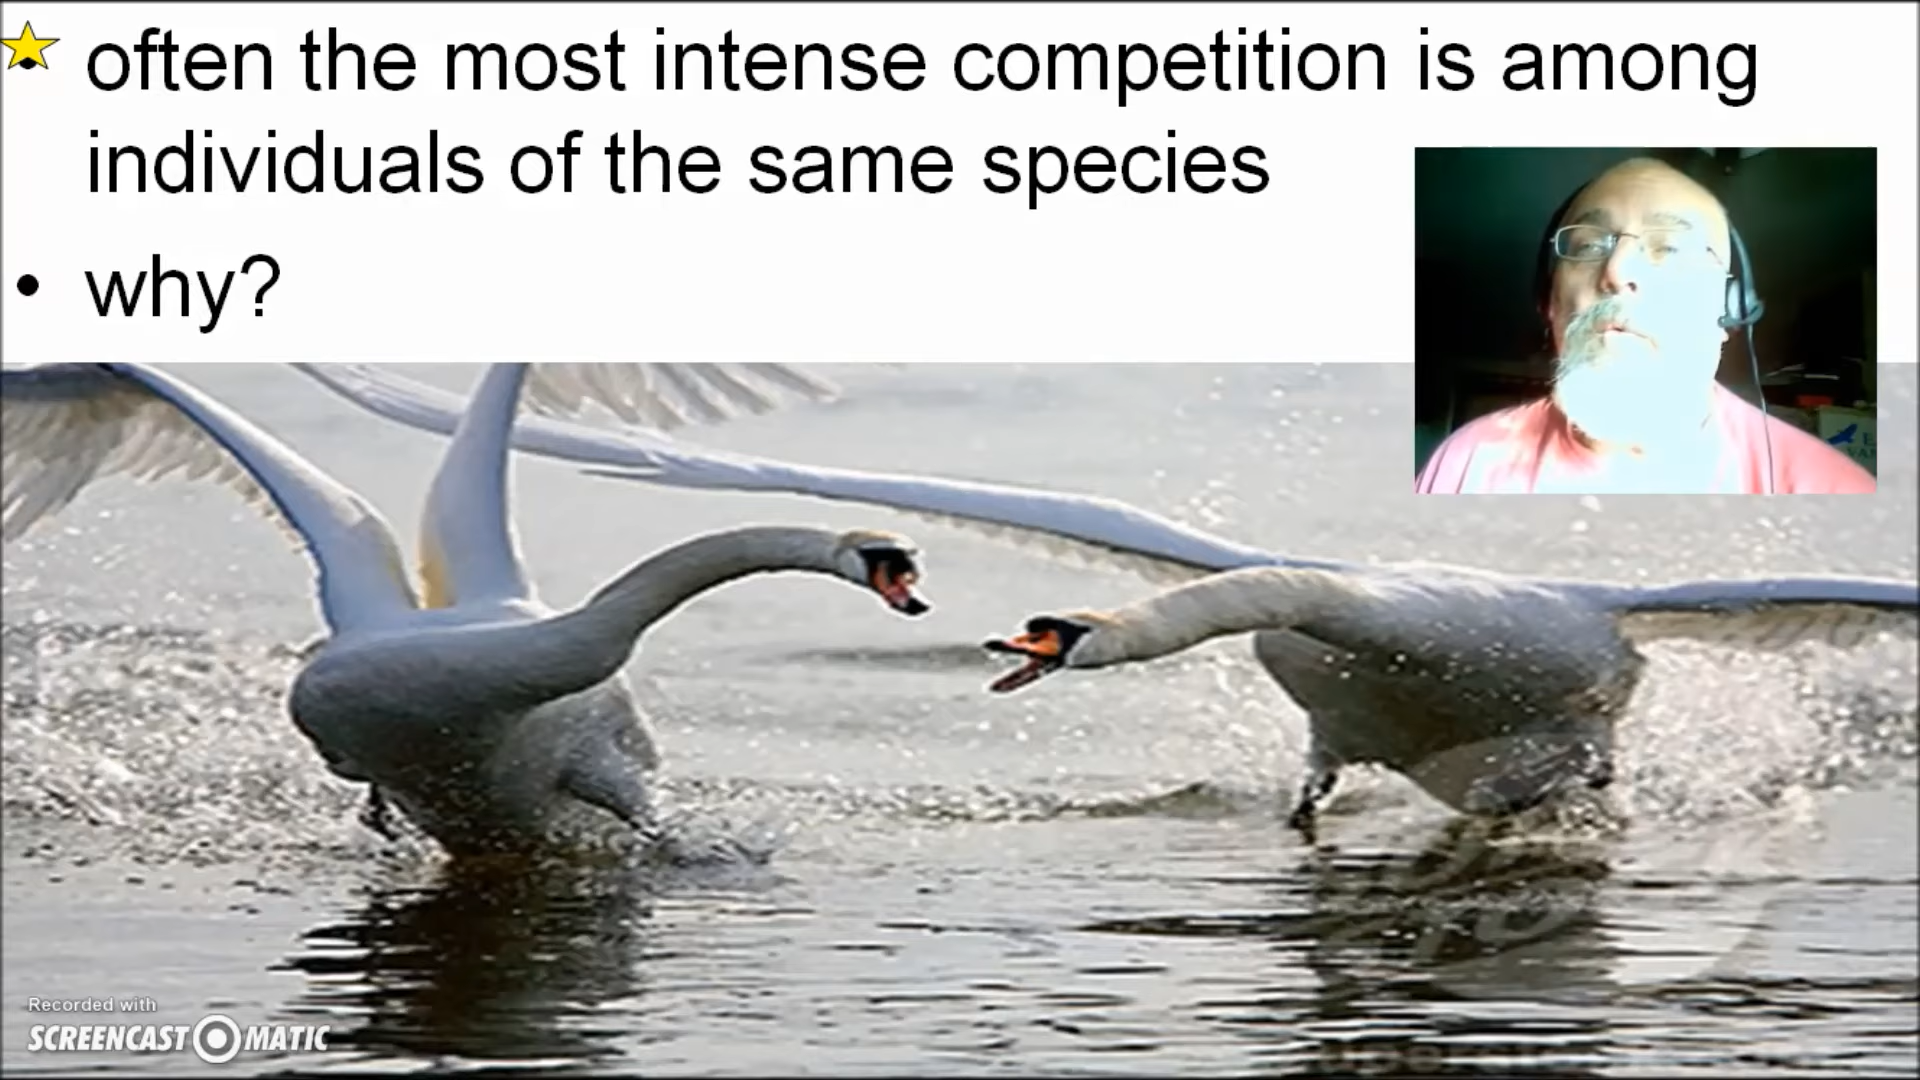 often the most intense competition is among
individuals of the same species
• why?
Recorded with
SCREENCAST MATIC